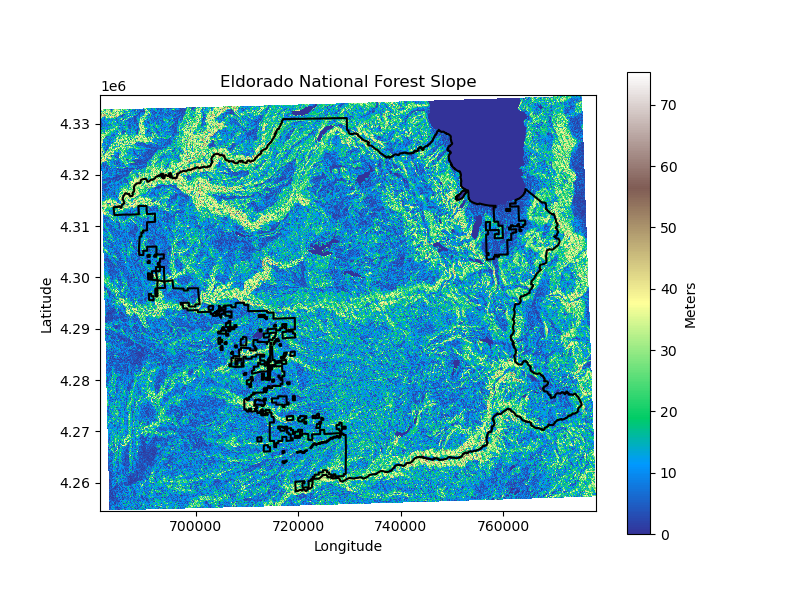 Eldorado National Forest Slope
1e6
4.33
4.32
4.31
4.30
4.29
4.28
4.27
4.26
Latitude
700000 720000 740000 760000
Longitude
70
60
50
40
30
20
10
0
Meters